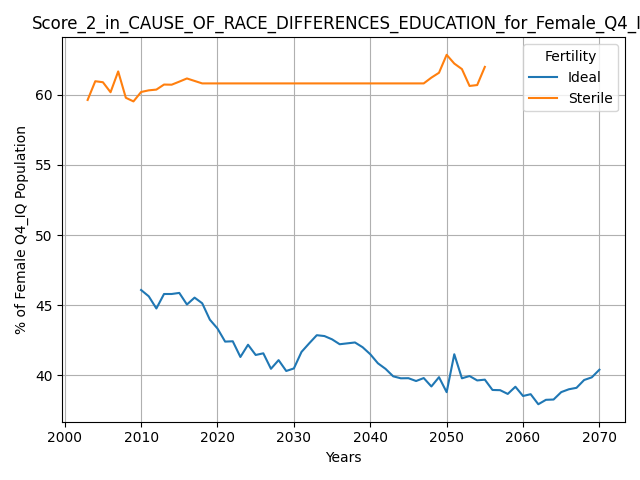 Score_2_in_CAUSE_OF_RACE_DIFFERENCES_EDUCATION_for_Female_Q4_I
% of Female Q4_IQ Population
60
55
50
45
40
Fertility
Ideal
Sterile
2000 2010 2020 2030 2040 2050 2060 2070
Years